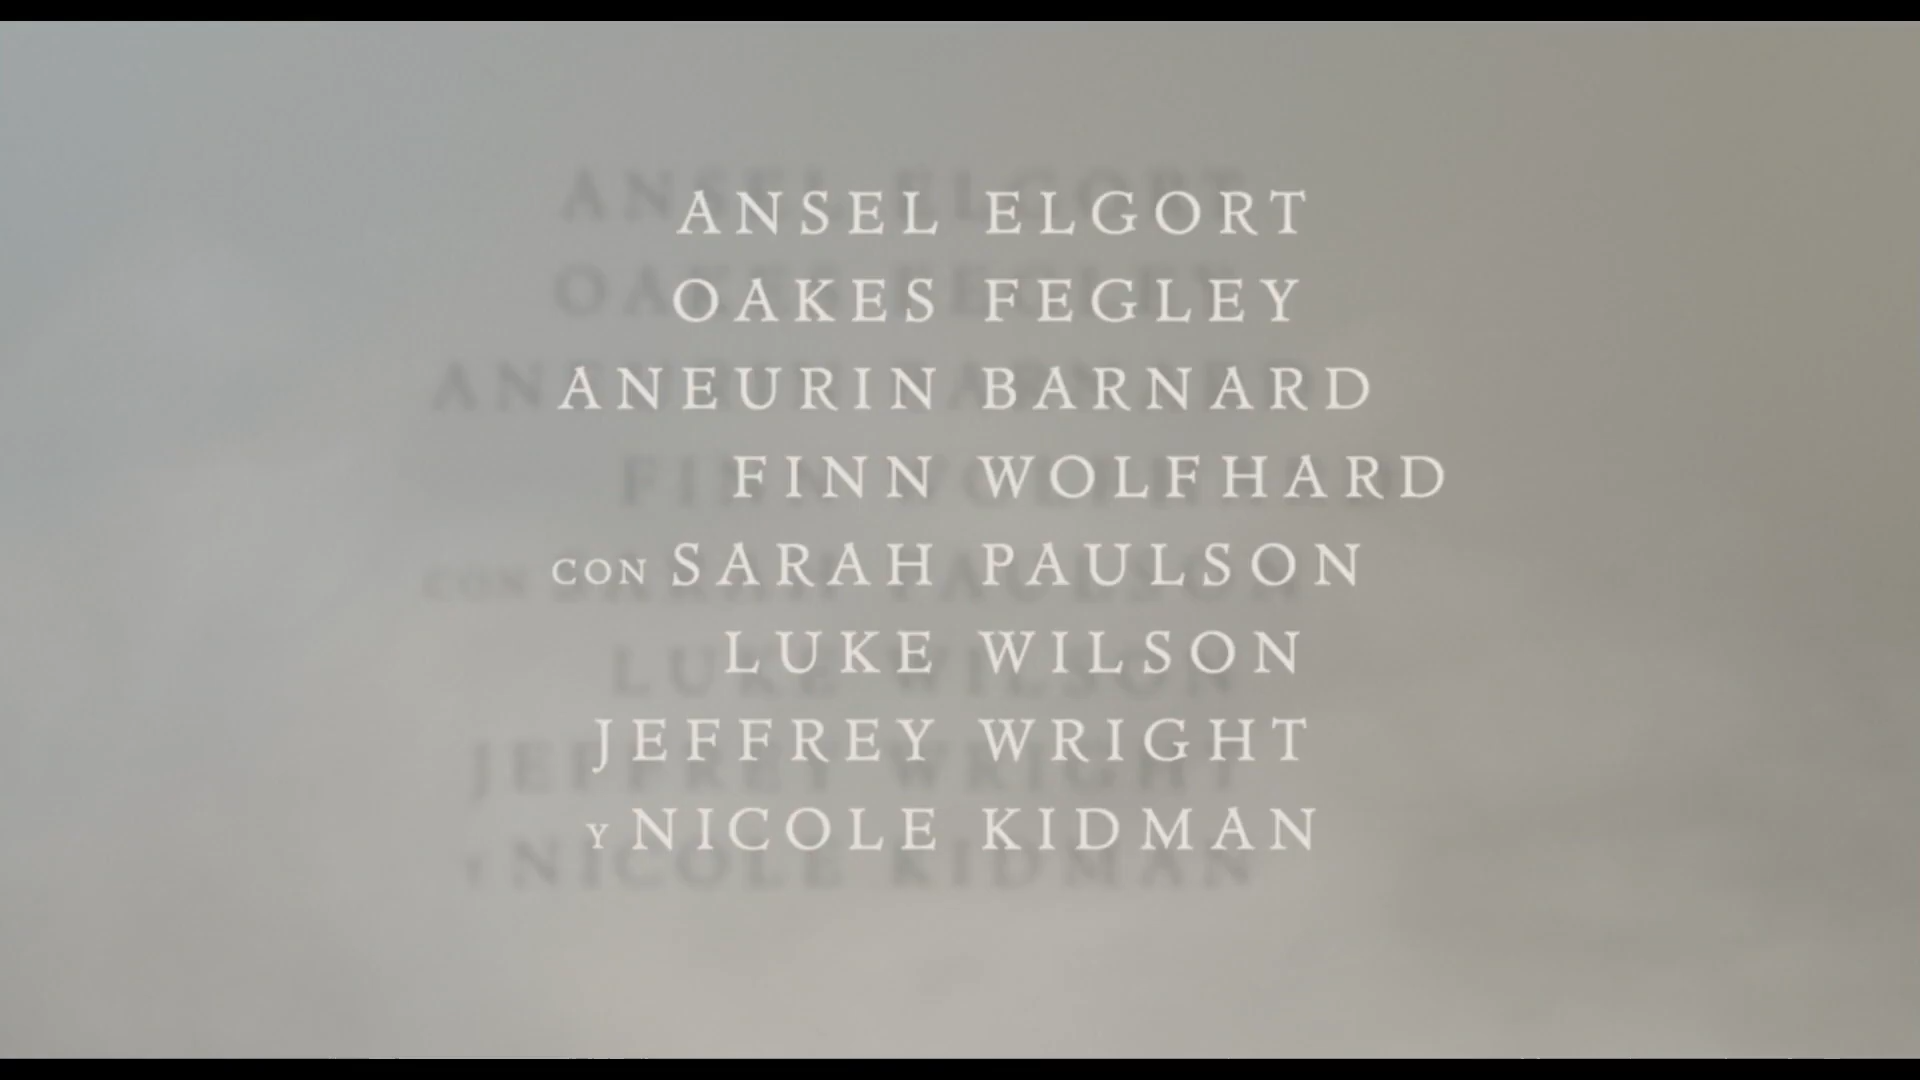 ANSEL ELGORT
OAKES FEGLEY
ANEURIN BARNARD
FINN WOLFHARD
CON SARAH PAULSON
LUKE WILSON
JEFFREY WRIGHT
Y NICOLE KIDMAN